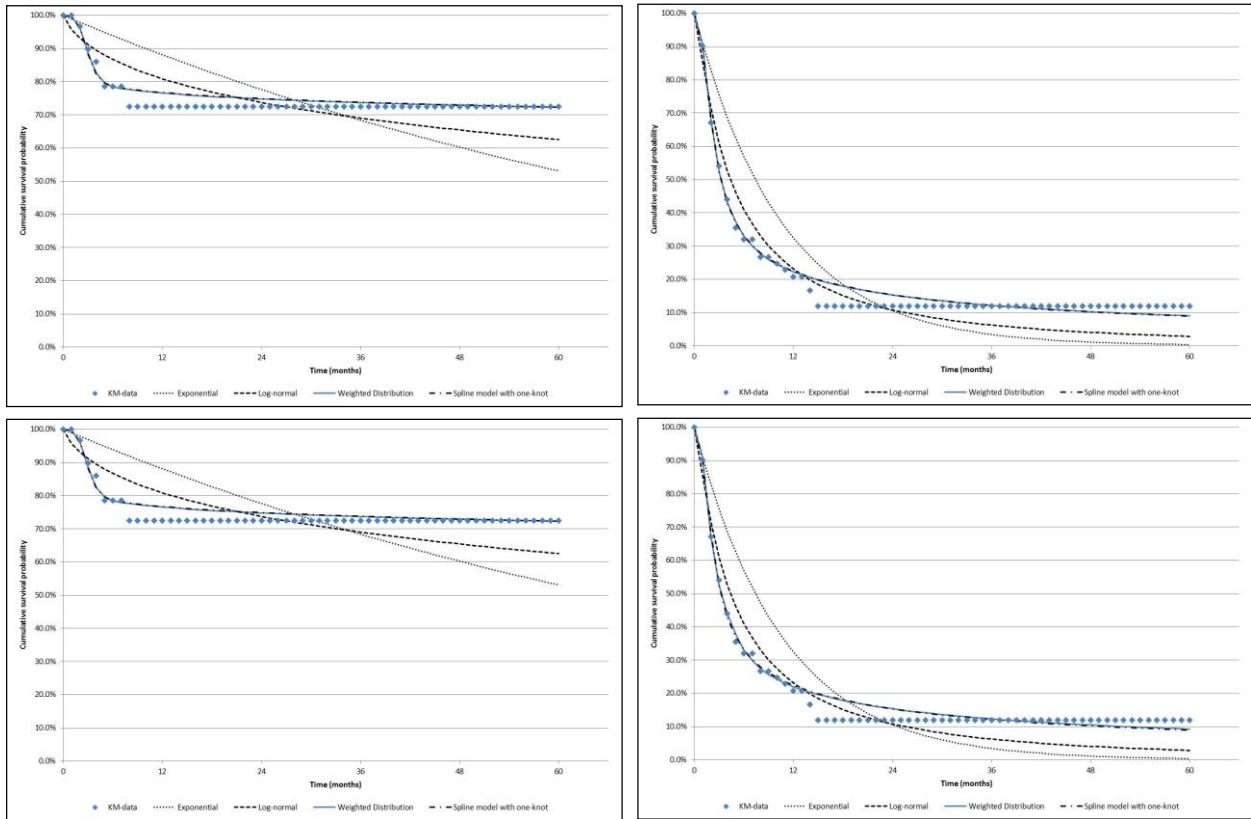 100.0%
90.0%
80.0%
70.0%
60.0%
50.0%
40.0%
30.0%
20.0%
10.0%
0.0%
Cumulative survival probability
0 12 24 36 48 60
Time (months)
KM-data Exponential Log-normal Weighted Distribution Spline model with one-knot
100.0%
90.0%
80.0%
70.0%
60.0%
50.0%
40.0%
30.0%
20.0%
10.0%
0.0%
Cumulative survival probability
0 12 24 36 48 60
Time (months)
KM-data Exponential Log-normal Weighted Distribution Spline model with one-knot
100.0%
90.0%
80.0%
70.0%
60.0%
50.0%
40.0%
30.0%
20.0%
10.0%
0.0%
Cumulative survival probability
0 12 24 36 48 60
Time (months)
KM-data Exponential Log-normal Weighted Distribution Spline model with one-knot
100.0%
90.0%
80.0%
70.0%
60.0%
50.0%
40.0%
30.0%
20.0%
10.0%
0.0%
Cumulative survival probability
0 12 24 36 48 60
Time (months)
KM-data Exponential Log-normal Weighted Distribution Spline model with one-knot